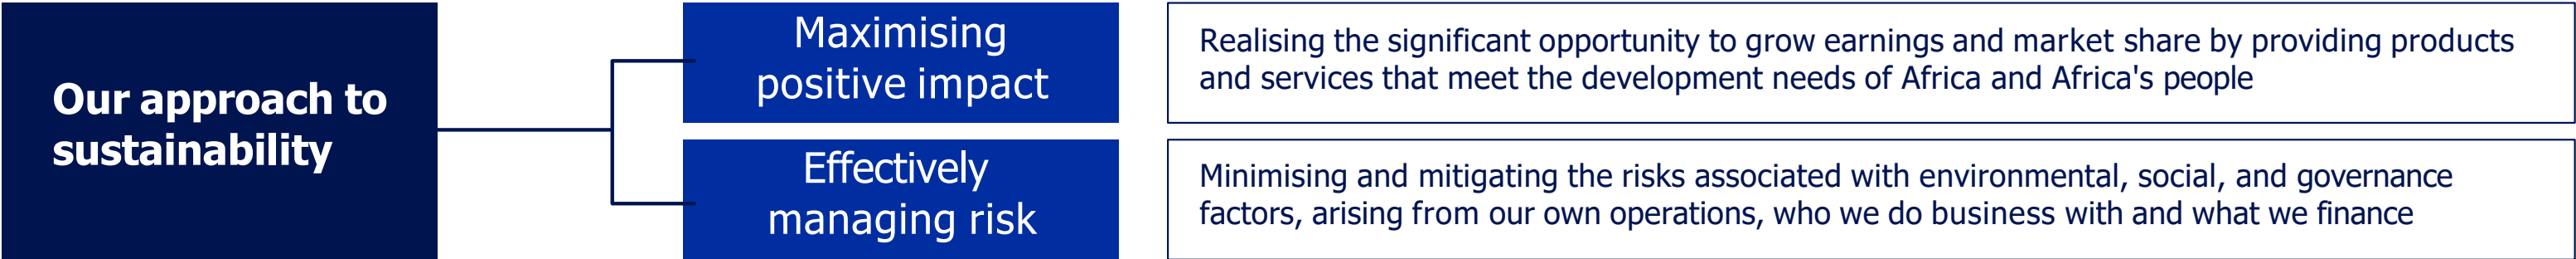 Our approach to
sustainability
Maximising
positive impact
Realising the significant opportunity to grow earnings and market share by providing products
and services that meet the development needs of Africa and Africa's people
Effectively
managing risk
Minimising and mitigating the risks associated with environmental, social, and governance
factors, arising from our own operations, who we do business with and what we finance